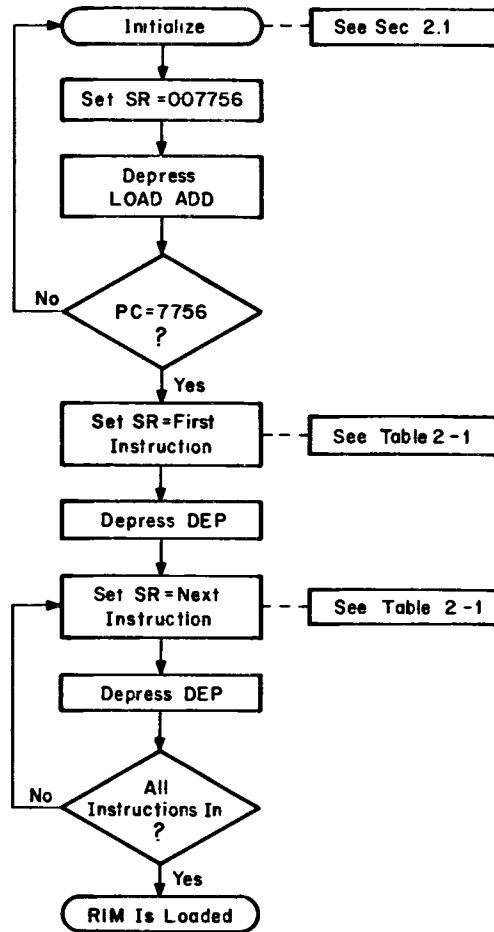 Initialize
See Sec 2.1
Set SR=007756
Depress
LOAD ADD
No
PC=7756
?
Yes
Set SR=First
Instruction
See Table 2-1
Depress DEP
Set SR=Next
Instruction
See Table 2-1
Depress DEP
All
Instructions In
?
No
Yes
RIM Is Loaded